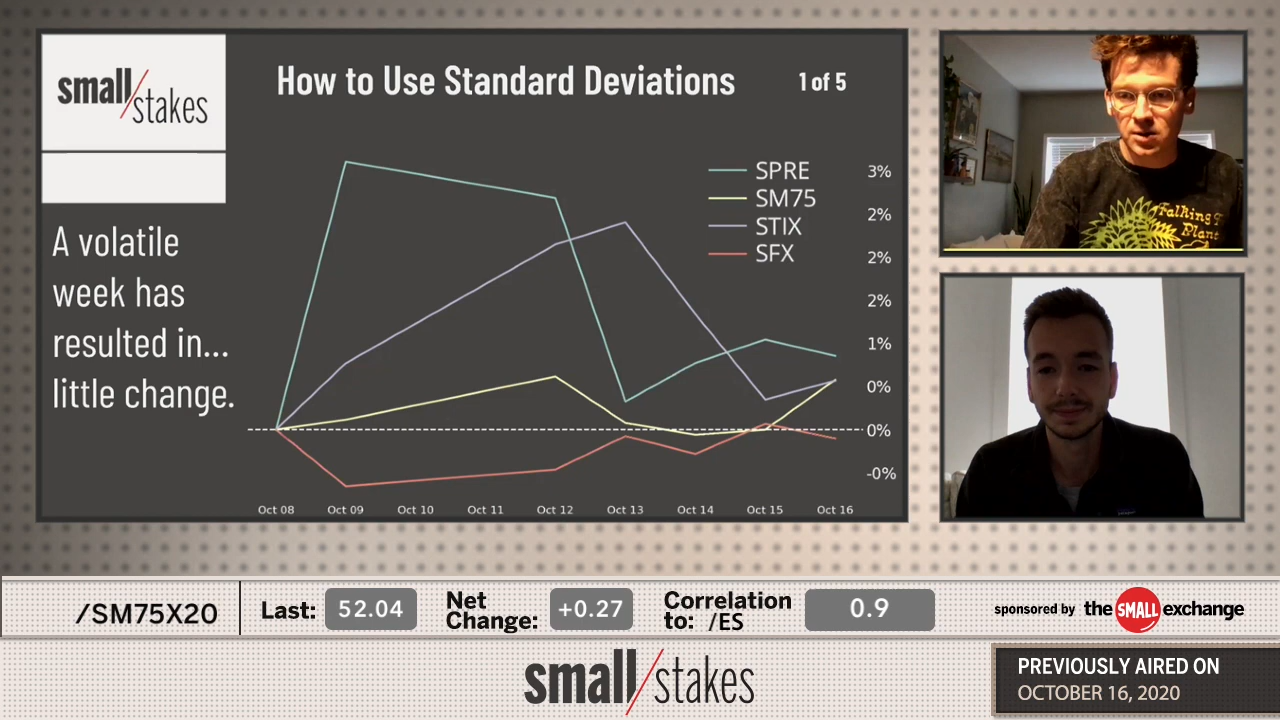 small/stakes
How to Use Standard Deviations
1 of 5
A volatile
week has
resulted in...
little change.
SPRE
SM75
STIX
SFX
3%
2%
2%
2%
1%
0%
0%
-0%
Oct 08
Oct 09
Oct 10
Oct 11
Oct 12
Oct 13
Oct 14
Oct 15
Oct 16
Talking
Plant
/SM75X20
Last:
52.04
Net
Change:
+0.27
Correlation
to: /ES
0.9
sponsored by the SMALL exchange
small/stakes
PREVIOUSLY AIRED ON
OCTOBER 16, 2020